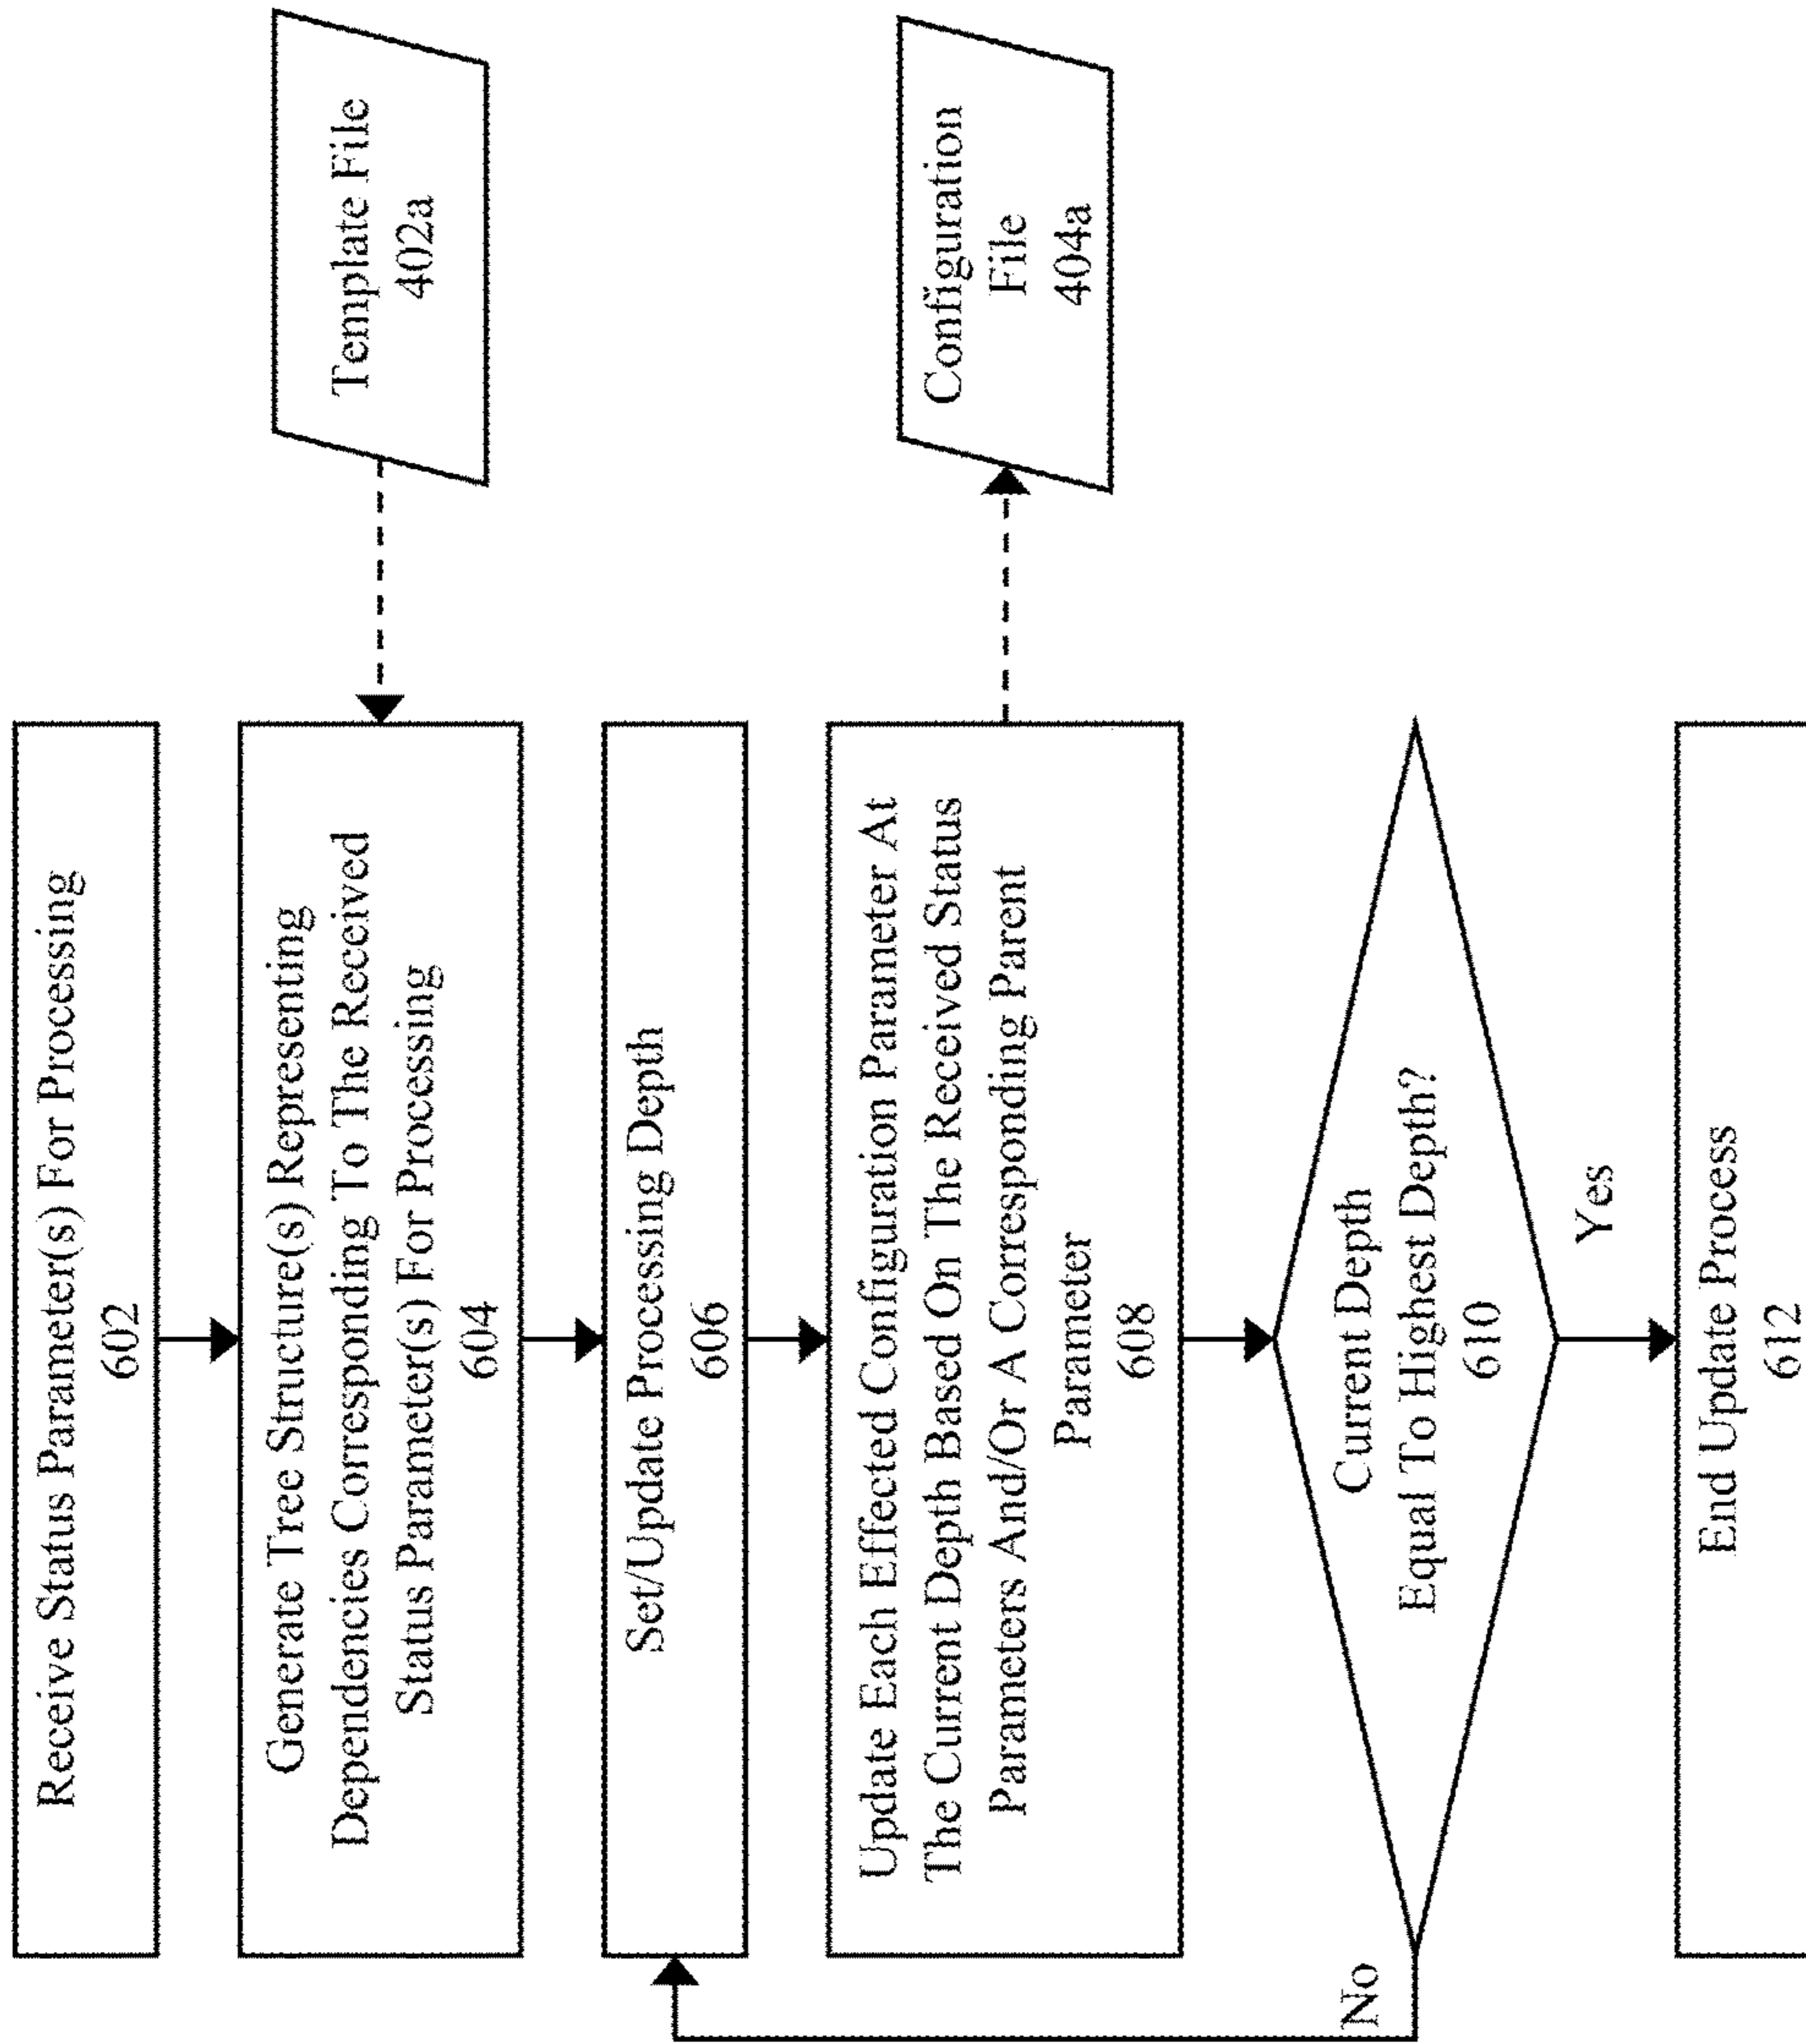 Receive Status Parameter(s) For Processing
602
Generate Tree Structure(s) Representing
Dependencies Corresponding To The Received
Status Parameter(s) For Processing
604
Template File
402a
Set/Update Processing Depth
606
Update Each Effected Configuration Parameter At
The Current Depth Based On The Received Status
Parameters And/Or A Corresponding Parent
Parameter
608
Configuration
File
404a
Current Depth
Equal To Highest Depth?
610
No
Yes
End Update Process
612